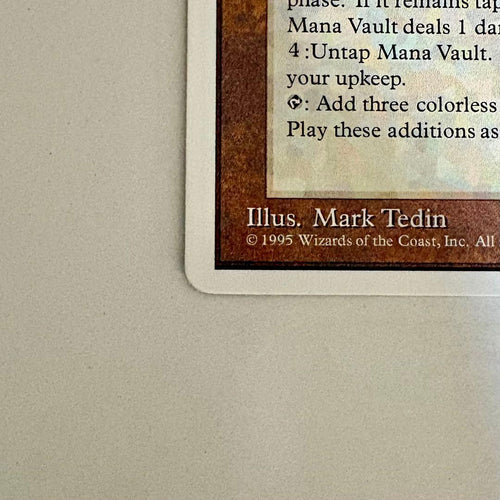 phase. If it remains tap
Mana Vault deals 1 da
4 :Untap Mana Vault.
your upkeep.
: Add three colorless
Play these additions as
Illus. Mark Tedin
© 1995 Wizards of the Coast, Inc. All